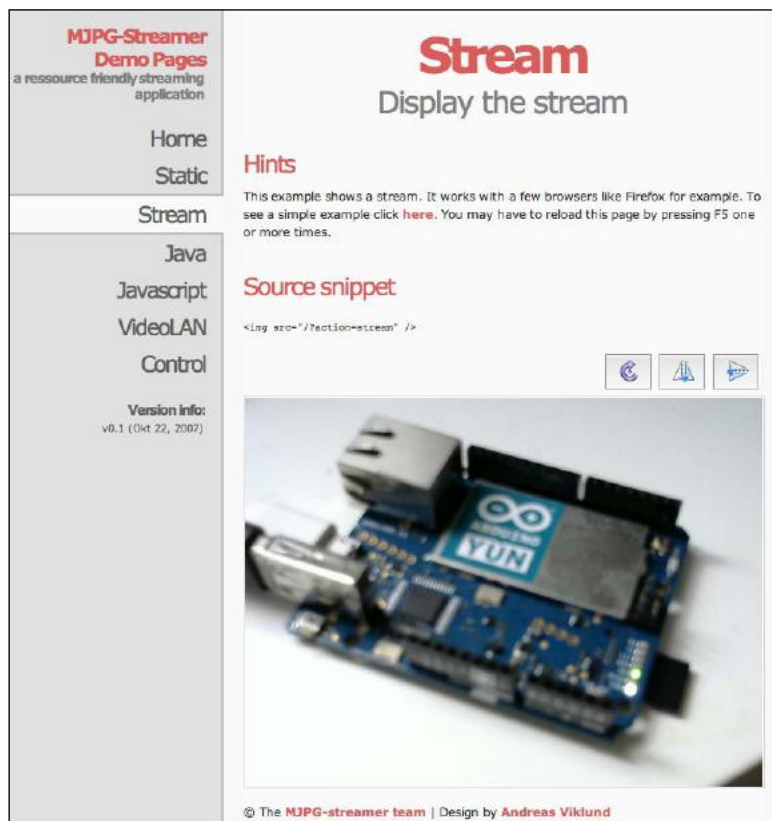 MJPG-Streamer
Demo Pages
a ressource friendly streaming
application
Home
Static
Stream
Java
Javascript
VideoLAN
Control
Version info:
v0.1 (Okt 22, 2007)
Stream
Display the stream
Hints
This example shows a stream. It works with a few browsers like Firefox for example. To
see a simple example click here. You may have to reload this page by pressing F5 one
or more times.
Source snippet
<img src="/?action=stream" />
ARDUINO
YUN
© The MJPG-streamer team | Design by Andreas Viklund